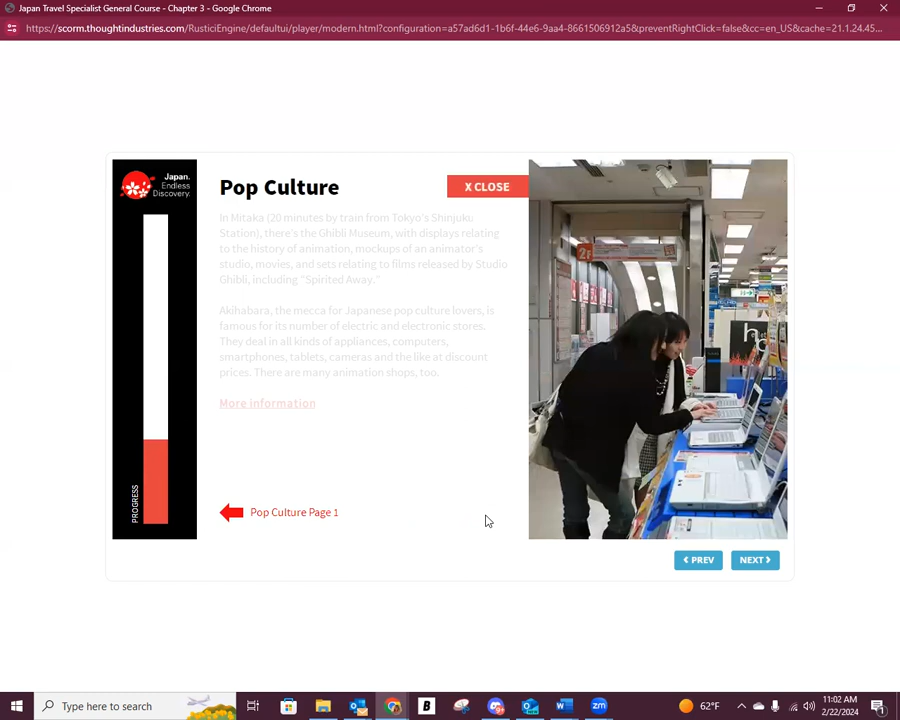 Japan Travel Specialist General Course - Chapter 3 - Google Chrome
https://scorm.thoughtindustries.com/RusticiEngine/defaultui/player/modern.html?configuration=a57ad6d1-1b6f-44e6-9aa4-8661506912a5&preventRightClick=false&cc=en_US&cache=21.1.24.45...
Japan.
Endless
Discovery.
PROGRESS
Pop Culture
X CLOSE
In Mitaka (20 minutes by train from Tokyo's Shinjuku
Station), there's the Ghibli Museum, with displays relating
to the history of animation, mockups of an animator's
studio, movies, and sets relating to films released by Studio
Ghibli, including "Spirited Away."
Akihabara, the mecca for Japanese pop culture lovers, is
famous for its number of electric and electronic stores.
They deal in all kinds of appliances, computers,
smartphones, tablets, cameras and the like at discount
prices. There are many animation shops, too.
More information
Pop Culture Page 1
2F
PREV
NEXT
Type here to search
62°F
11:02 AM
2/22/2024